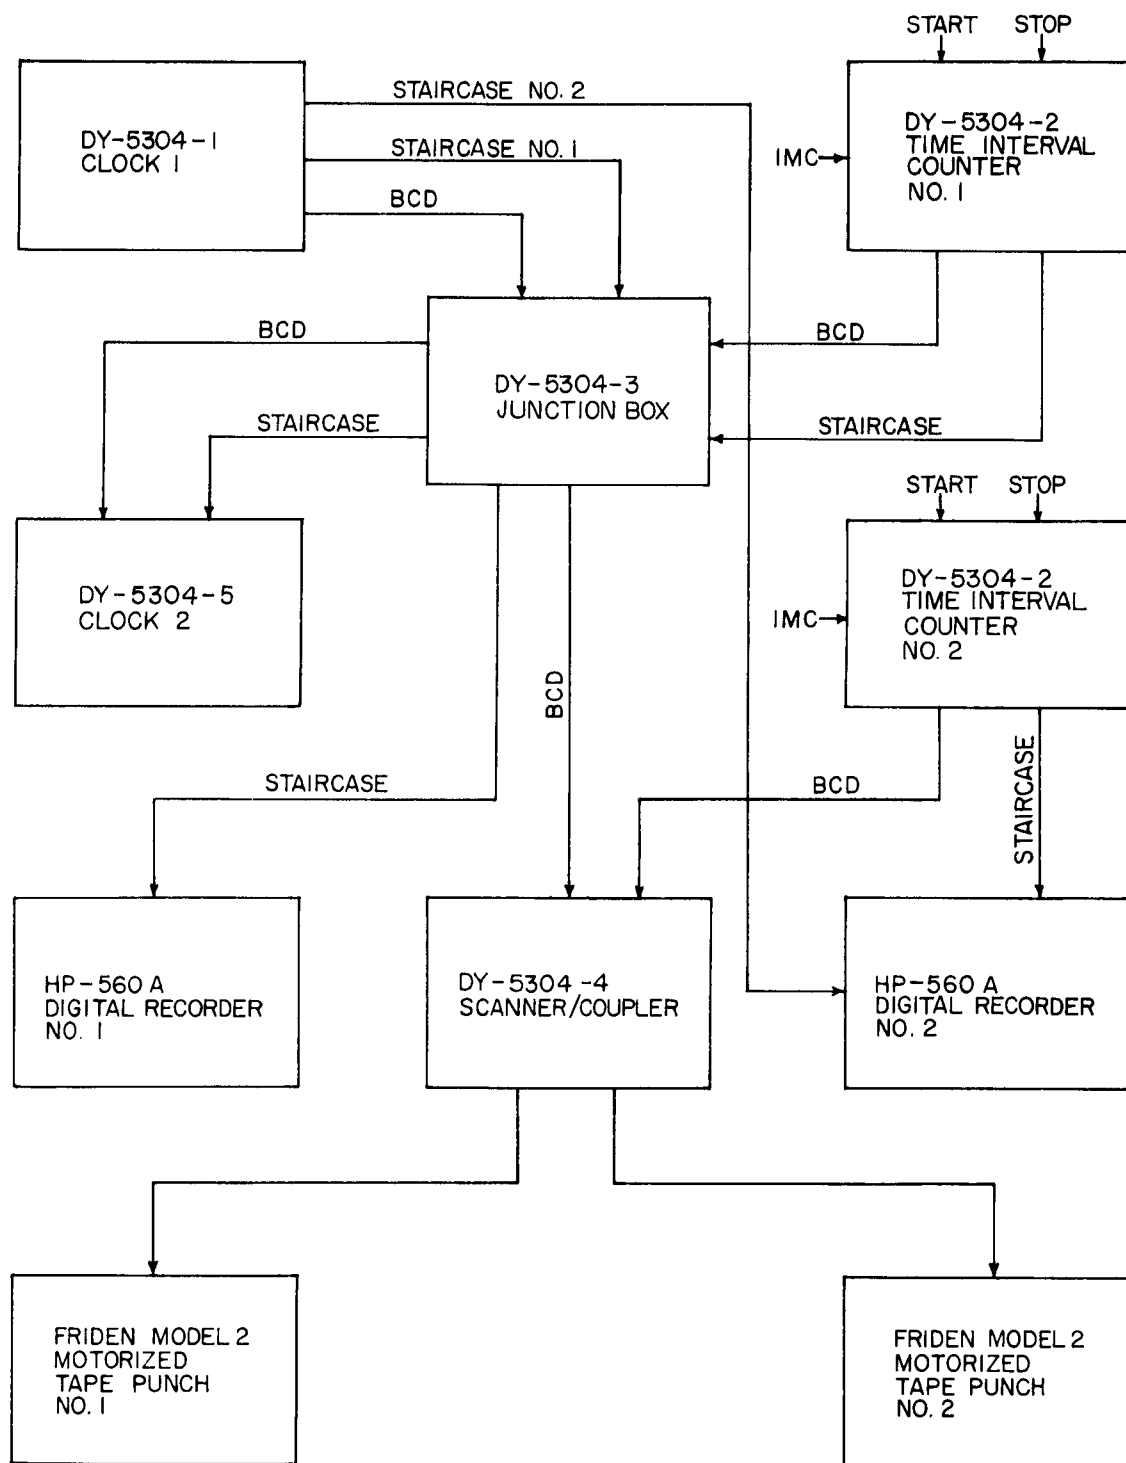 START STOP
STAIRCASE NO. 2
DY-5304-1
CLOCK 1
DY-5304-2
TIME INTERVAL
COUNTER
NO. 1
STAIRCASE NO. 1
IMC
BCD
BCD
BCD
DY-5304-3
JUNCTION BOX
STAIRCASE
STAIRCASE
START STOP
DY-5304-5
CLOCK 2
DY-5304-2
TIME INTERVAL
COUNTER
NO. 2
IMC
BCD
STAIRCASE
BCD
STAIRCASE
HP-560 A
DIGITAL RECORDER
NO. 1
DY-5304-4
SCANNER/COUPLER
HP-560 A
DIGITAL RECORDER
NO. 2
FRIDEN MODEL 2
MOTORIZED
TAPE PUNCH
NO. 1
FRIDEN MODEL 2
MOTORIZED
TAPE PUNCH
NO. 2